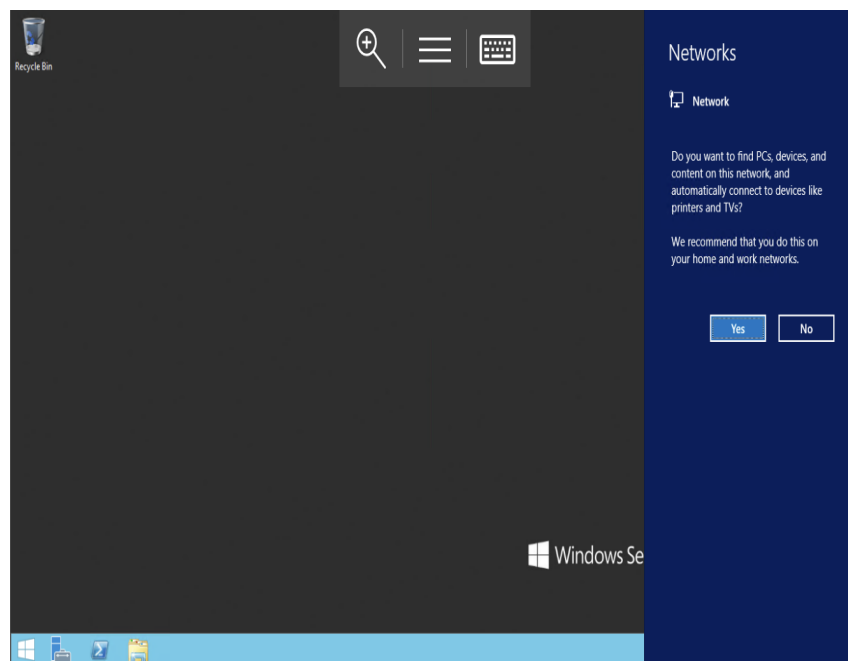 Recycle Bin
Networks
Network
Do you want to find PCs, devices, and
content on this network, and
automatically connect to devices like
printers and TVs?
We recommend that you do this on
your home and work networks.
Yes
No
Windows Se